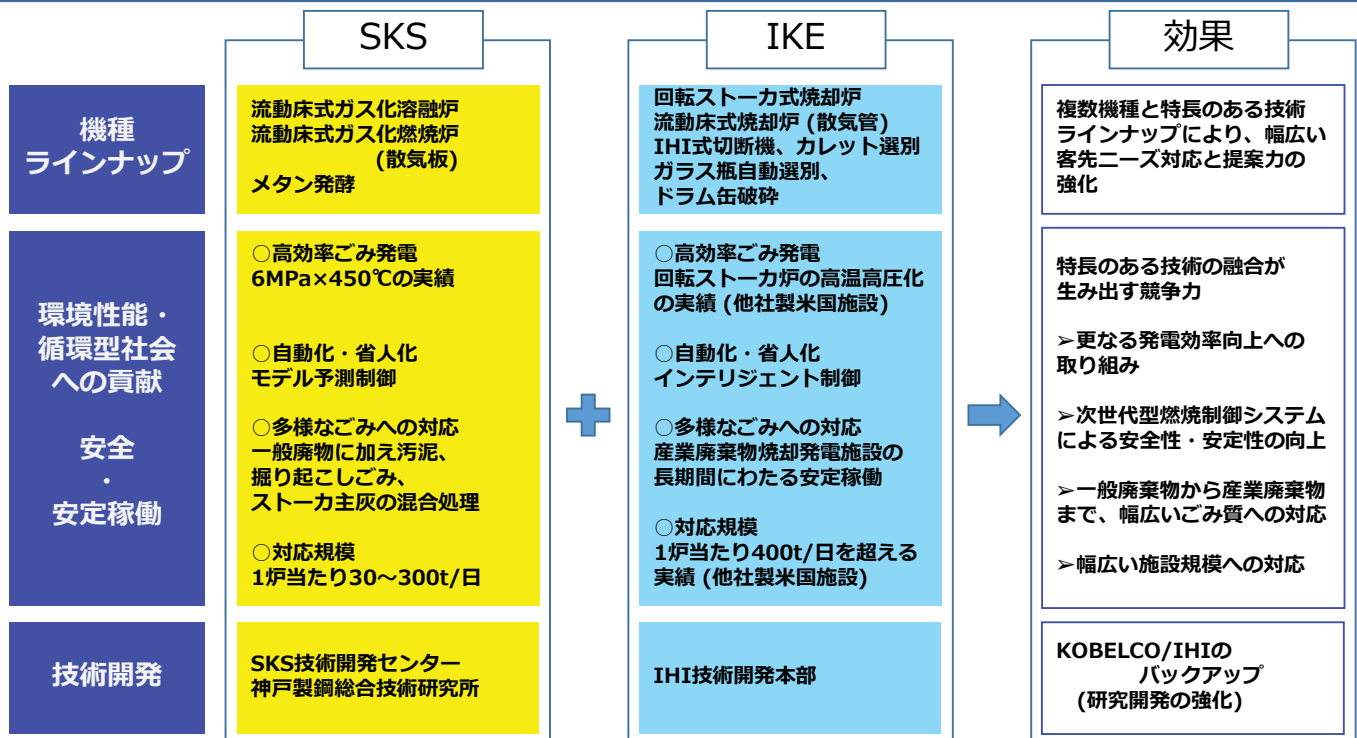 SKS
IKE
効果
機種
ラインナップ
流動床式ガス化溶融炉
流動床式ガス化燃焼炉
(散気板)
メタン発酵
回転ストーカ式焼却炉
流動床式焼却炉 (散気管)
IHI式切断機、カレット選別
ガラス瓶自動選別、
ドラム缶破砕
複数機種と特長のある技術
ラインナップにより、幅広い
客先ニーズ対応と提案力の
強化
環境性能・
循環型社会
への貢献
安全
・
安定稼働
○高効率ごみ発電
6MPa×450℃の実績
○自動化・省人化
モデル予測制御
○多様なごみへの対応
一般廃物に加え汚泥、
掘り起こしごみ、
ストーカ主灰の混合処理
○対応規模
1炉当たり30～300t/日
○高効率ごみ発電
回転ストーカ炉の高温高圧化
の実績 (他社製米国施設)
○自動化・省人化
インテリジェント制御
○多様なごみへの対応
産業廃棄物焼却発電施設の
長期間にわたる安定稼働
○対応規模
1炉当たり400t/日を超える
実績 (他社製米国施設)
特長のある技術の融合が
生み出す競争力
➢更なる発電効率向上への
取り組み
➢次世代型燃焼制御システム
による安全性・安定性の向上
➢一般廃棄物から産業廃棄物
まで、幅広いごみ質への対応
➢幅広い施設規模への対応
技術開発
SKS技術開発センター
神戸製鋼総合技術研究所
IHI技術開発本部
KOBELCO/IHIの
バックアップ
(研究開発の強化)